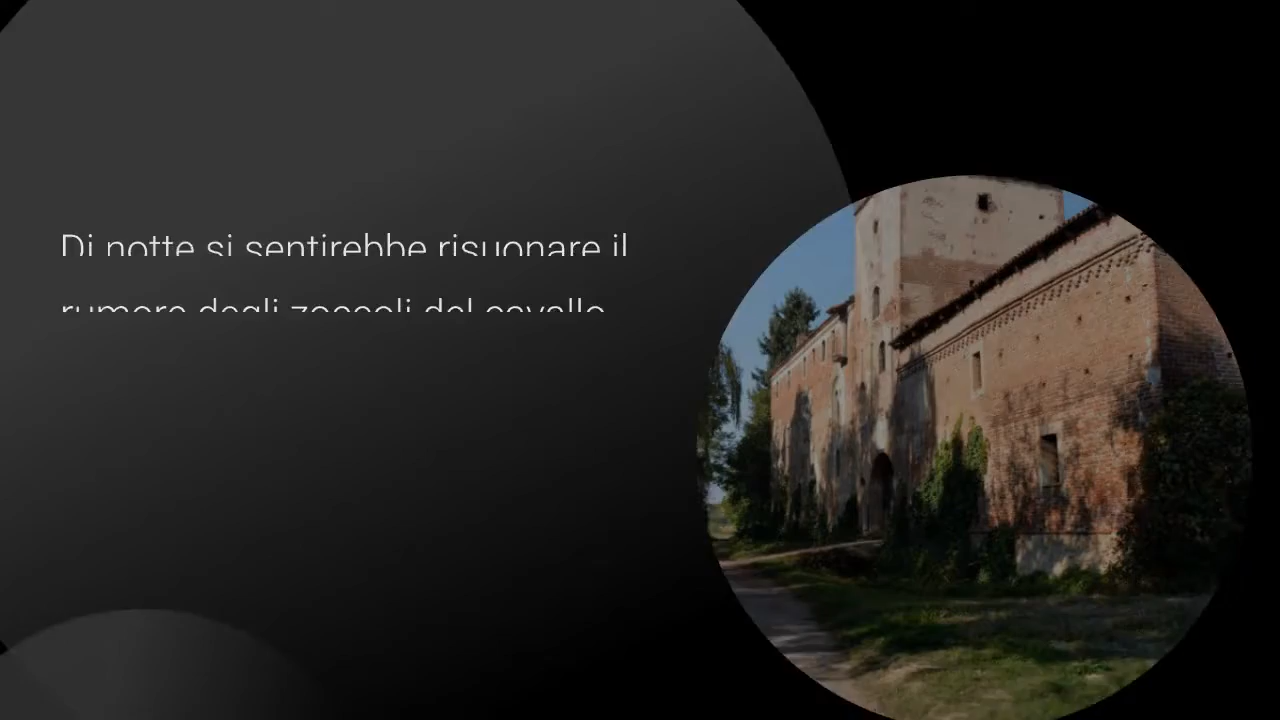 Di notte si sentirebbe risuonare il
rumore degli zoccoli del cavallo